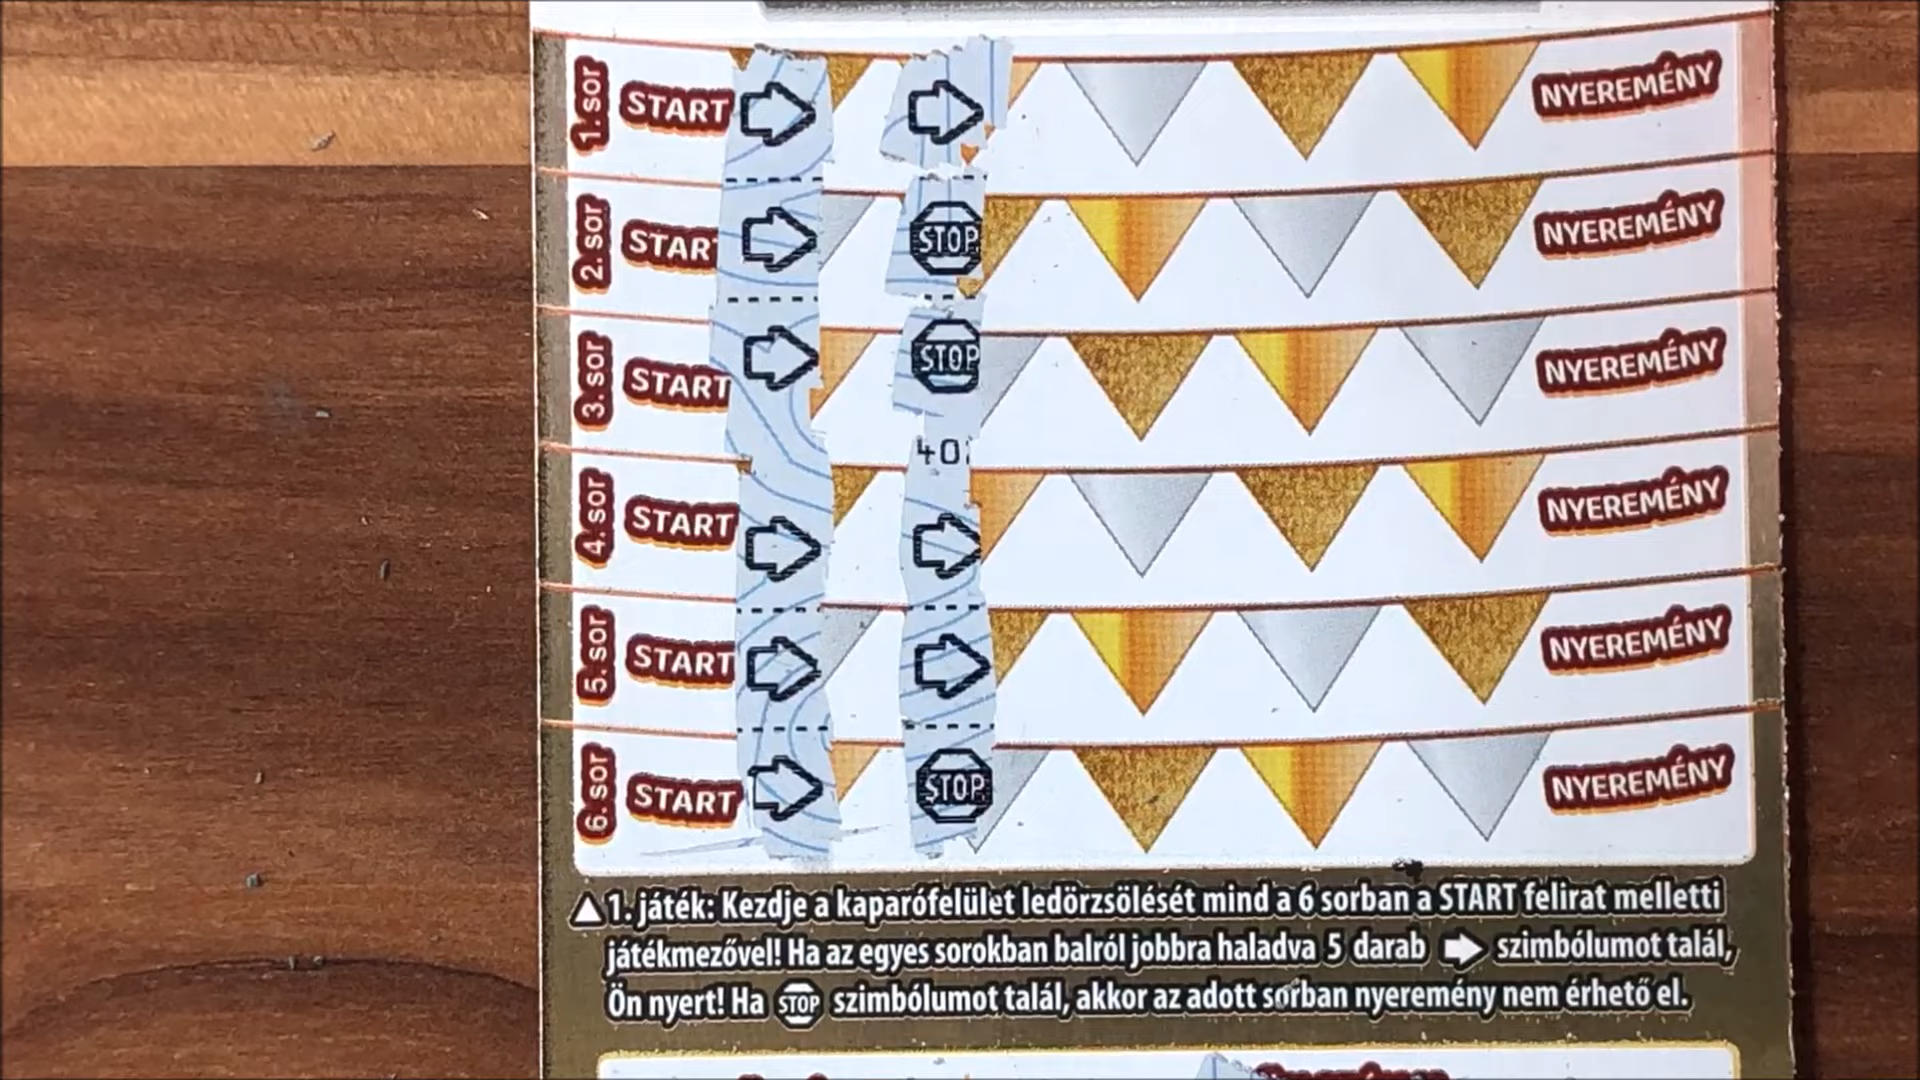 1.sor START NYEREMÉNY
2.sor START STOP NYEREMÉNY
3.sor START STOP NYEREMÉNY
40
4.sor START NYEREMÉNY
5.sor START NYEREMÉNY
6.sor START STOP NYEREMÉNY
1. játék: Kezdje a kaparófelület ledörzsölését mind a 6 sorban a START felirat melletti
játékmezővel! Ha az egyes sorokban balról jobbra haladva 5 darab szimbólumot talál,
Ön nyert! Ha STOP szimbólumot talál, akkor az adott sorban nyeremény nem érhető el.